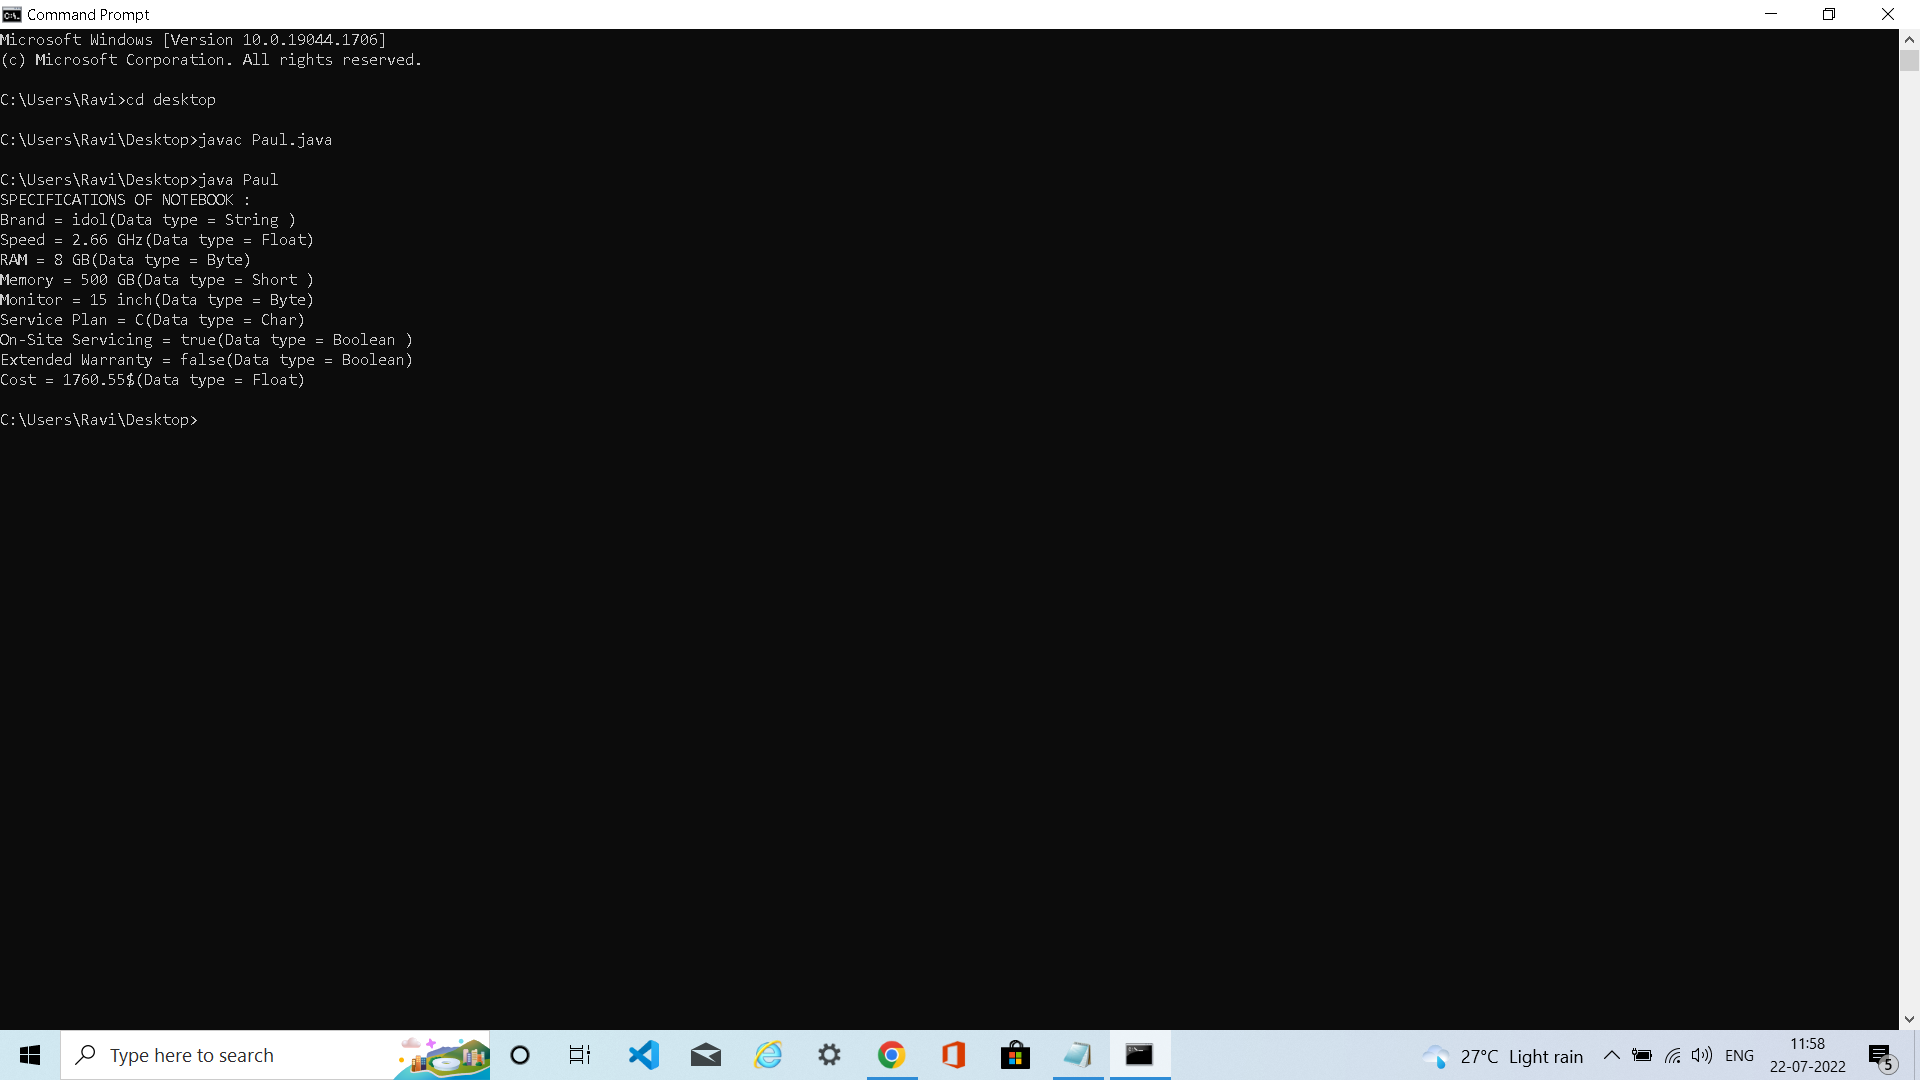 Command Prompt
Microsoft Windows [Version 10.0.19044.1706]
(c) Microsoft Corporation. All rights reserved.
C:\Users\Ravi>cd desktop
C:\Users\Ravi\Desktop>javac Paul.java
C:\Users\Ravi\Desktop>java Paul
SPECIFICATIONS OF NOTEBOOK :
Brand = idol(Data type = String )
Speed = 2.66 GHz(Data type = Float)
RAM = 8 GB(Data type = Byte)
Memory = 500 GB(Data type = Short )
Monitor = 15 inch(Data type = Byte)
Service Plan = C(Data type = Char)
On-Site Servicing = true(Data type = Boolean )
Extended Warranty = false(Data type = Boolean)
Cost = 1760.55$(Data type = Float)
C:\Users\Ravi\Desktop>
Type here to search
27°C Light rain
ENG
11:58
22-07-2022
5